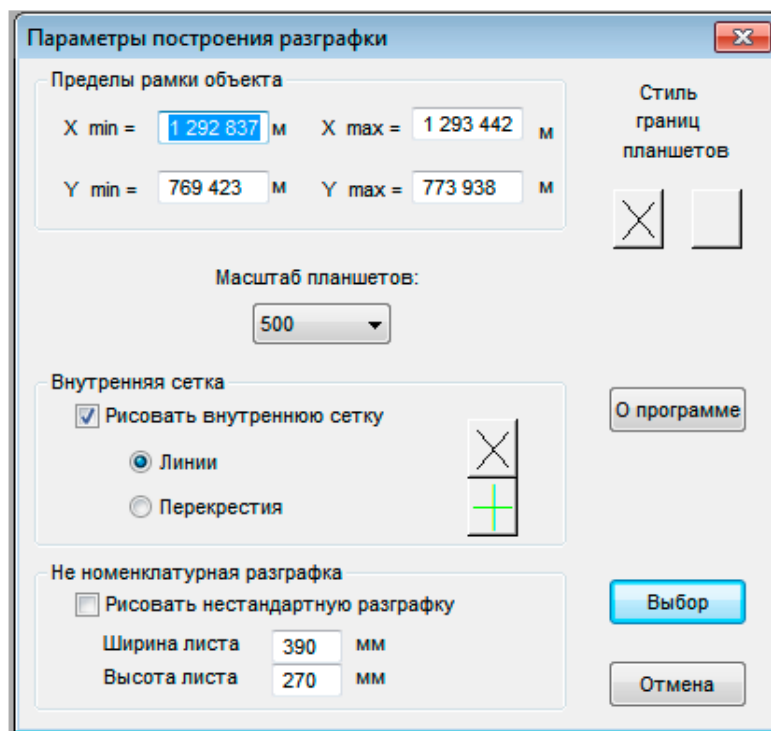 Параметры построения разграфки
Пределы рамки объекта
X min = 1 292 837 м X max = 1 293 442 м
Y min = 769 423 м Y max = 773 938 м
Стиль
границ
планшетов
Масштаб планшетов:
500
Внутренняя сетка
Рисовать внутреннюю сетку
Линии
Перекрестия
О программе
Не номенклатурная разграфка
Рисовать нестандартную разграфку
Ширина листа 390 мм
Высота листа 270 мм
Выбор
Отмена